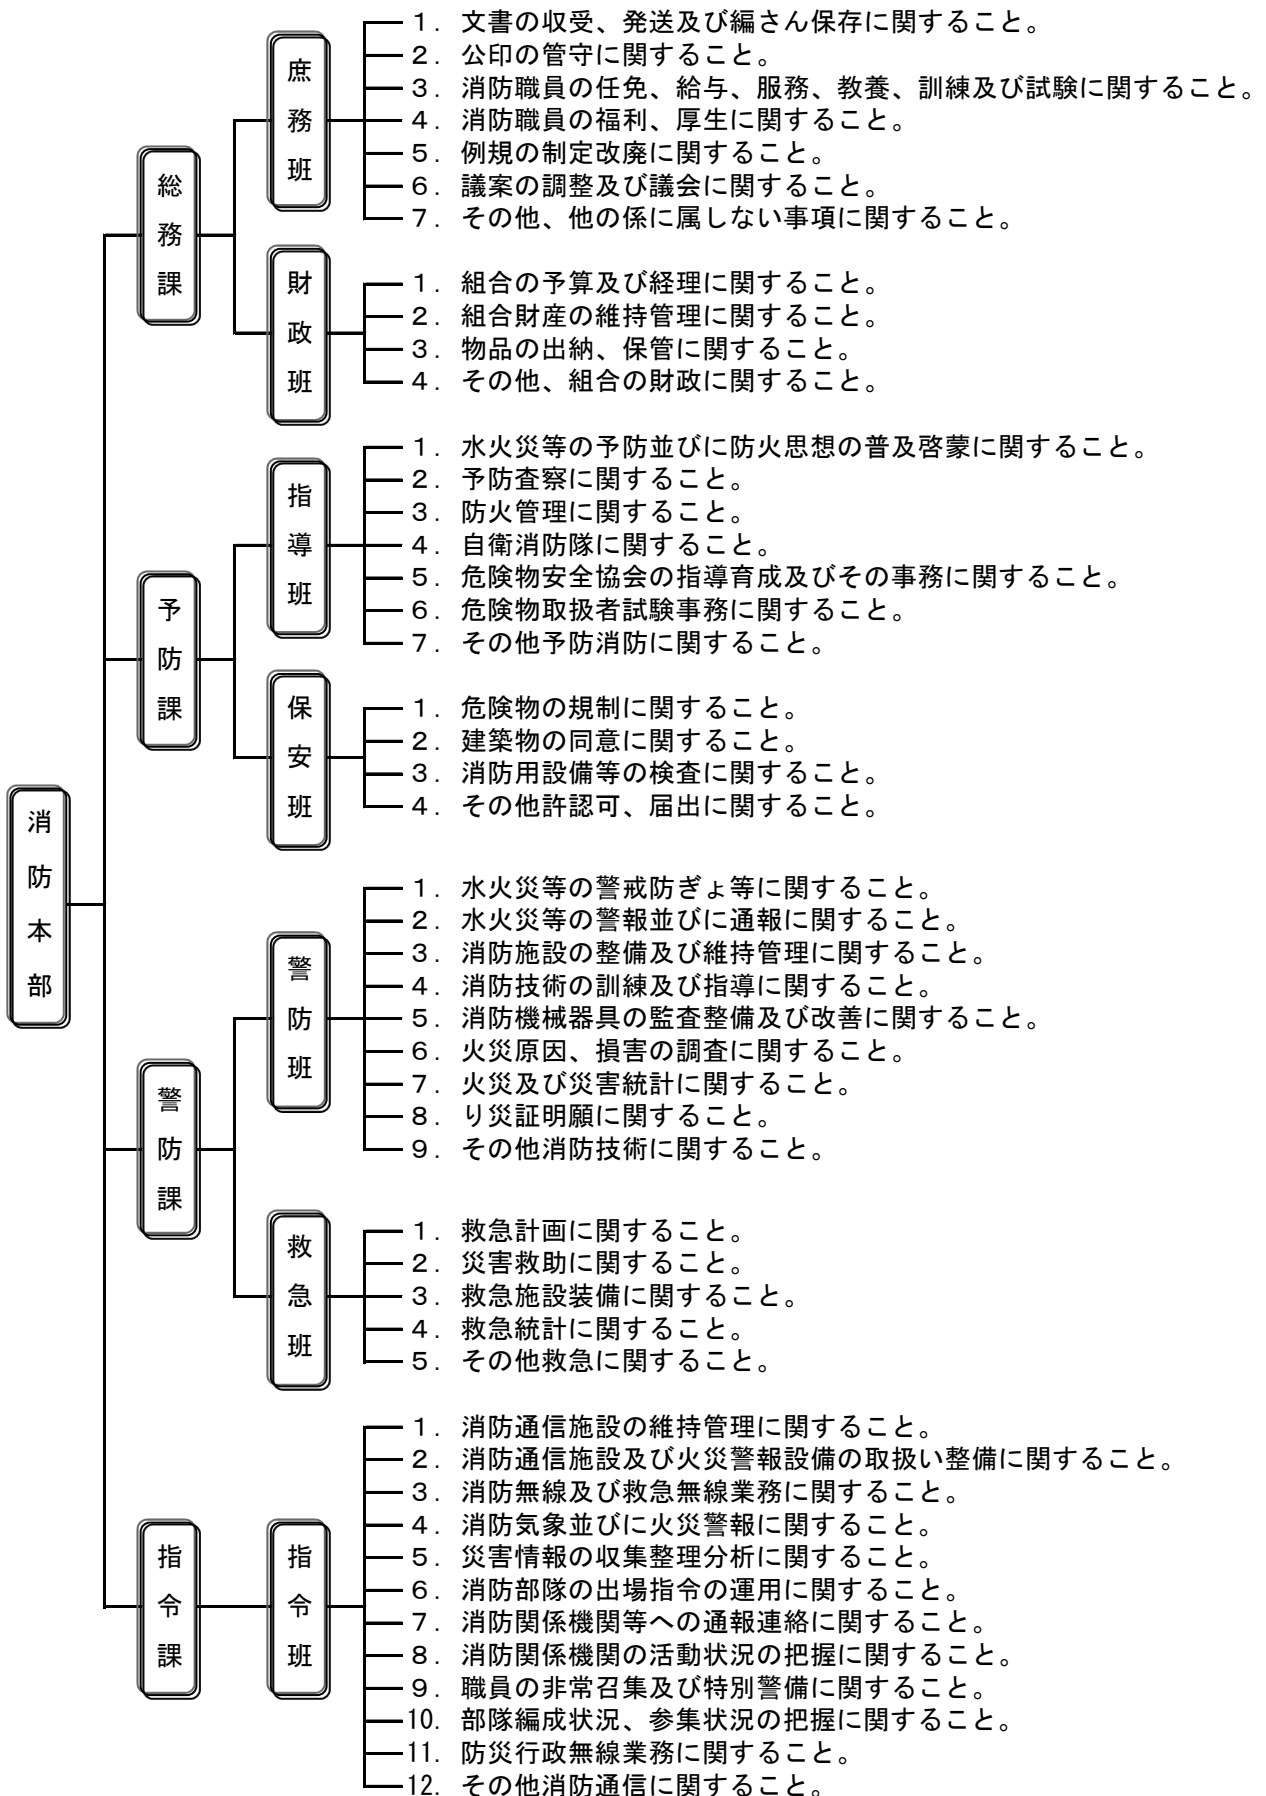 消防本部
総務課
庶務班
1. 文書の収受、発送及び編さん保存に関すること。
2. 公印の管守に関すること。
3. 消防職員の任免、給与、服務、教養、訓練及び試験に関すること。
4. 消防職員の福利、厚生に関すること。
5. 例規の制定改廃に関すること。
6. 議案の調整及び議会に関すること。
7. その他、他の係に属しない事項に関すること。
財政班
1. 組合の予算及び経理に関すること。
2. 組合財産の維持管理に関すること。
3. 物品の出納、保管に関すること。
4. その他、組合の財政に関すること。
予防課
指導班
1. 水火災等の予防並びに防火思想の普及啓蒙に関すること。
2. 予防査察に関すること。
3. 防火管理に関すること。
4. 自衛消防隊に関すること。
5. 危険物安全協会の指導育成及びその事務に関すること。
6. 危険物取扱者試験事務に関すること。
7. その他予防消防に関すること。
保安班
1. 危険物の規制に関すること。
2. 建築物の同意に関すること。
3. 消防用設備等の検査に関すること。
4. その他許認可、届出に関すること。
警防課
警防班
1. 水火災等の警戒防ぎょ等に関すること。
2. 水火災等の警報並びに通報に関すること。
3. 消防施設の整備及び維持管理に関すること。
4. 消防技術の訓練及び指導に関すること。
5. 消防機械器具の監査整備及び改善に関すること。
6. 火災原因、損害の調査に関すること。
7. 火災及び災害統計に関すること。
8. り災証明願に関すること。
9. その他消防技術に関すること。
救急班
1. 救急計画に関すること。
2. 災害救助に関すること。
3. 救急施設装備に関すること。
4. 救急統計に関すること。
5. その他救急に関すること。
指令課
指令班
1. 消防通信施設の維持管理に関すること。
2. 消防通信施設及び火災警報設備の取扱い整備に関すること。
3. 消防無線及び救急無線業務に関すること。
4. 消防気象並びに火災警報に関すること。
5. 災害情報の収集整理分析に関すること。
6. 消防部隊の出場指令の運用に関すること。
7. 消防関係機関等への通報連絡に関すること。
8. 消防関係機関の活動状況の把握に関すること。
9. 職員の非常召集及び特別警備に関すること。
10. 部隊編成状況、参集状況の把握に関すること。
11. 防災行政無線業務に関すること。
12. その他消防通信に関すること。